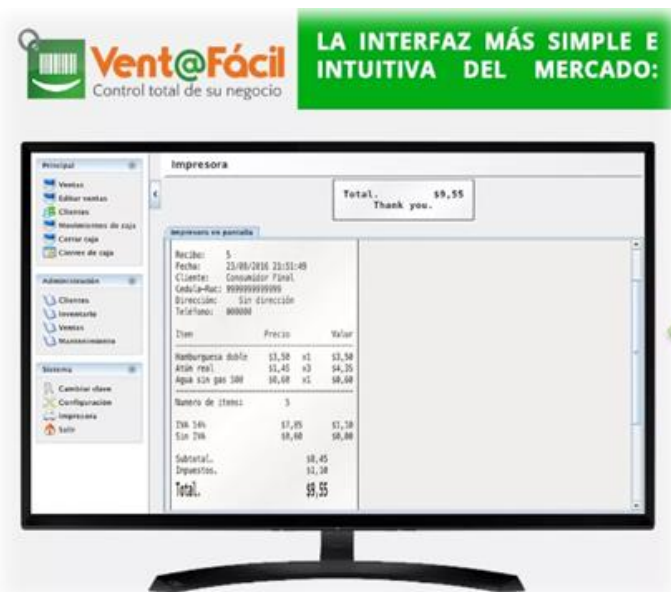 Vent@Fácil
Control total de su negocio
LA INTERFAZ MÁS SIMPLE E
INTUITIVA DEL MERCADO:
Principal
Ventas
Editar ventas
Clientes
Movimientos de caja
Cerrar caja
Cierres de caja
Administración
Clientes
Inventario
Ventas
Mantenimiento
Sistema
Cambiar clave
Configuración
Impresora
Salir
Impresora
Total. $9,55
Thank you.
Impresora en pantalla
Recibo: 5
Fecha: 23/08/2016 21:51:49
Cliente: Consumidor Final
Cedula-Ruc: 9999999999999
Dirección: Sin dirección
Teléfono: 000000
Item Precio Valor
Hamburguesa doble $3,50 x1 $3,50
Atún real $1,45 x3 $4,35
Agua sin gas 500 $0,60 x1 $0,60
Numero de items: 5
IVA 14% $7,85 $1,10
Sin IVA $0,60 $0,00
Subtotal. $8,45
Impuestos. $1,10
Total. $9,55